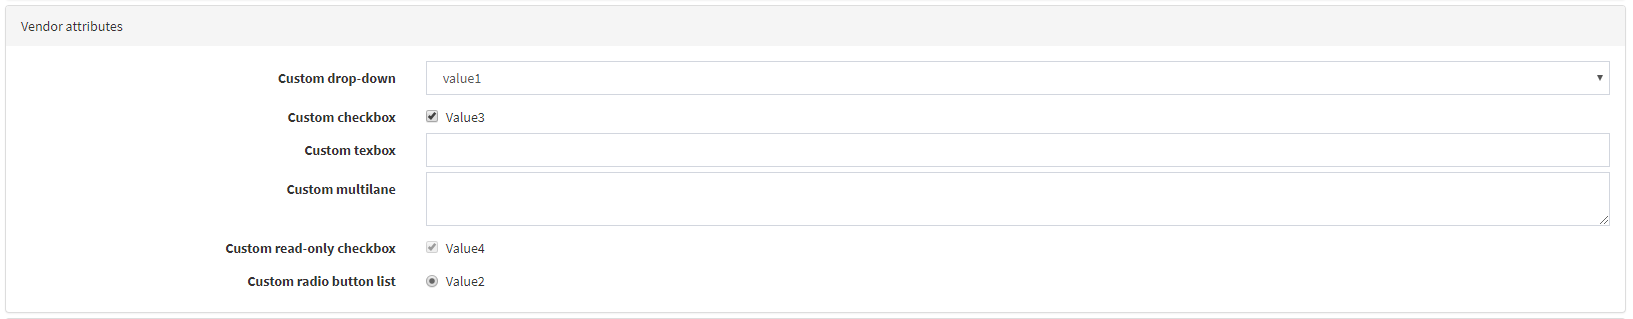 Vendor attributes
Custom drop-down value1
Custom checkbox Value3
Custom texbox
Custom multilane
Custom read-only checkbox Value4
Custom radio button list Value2